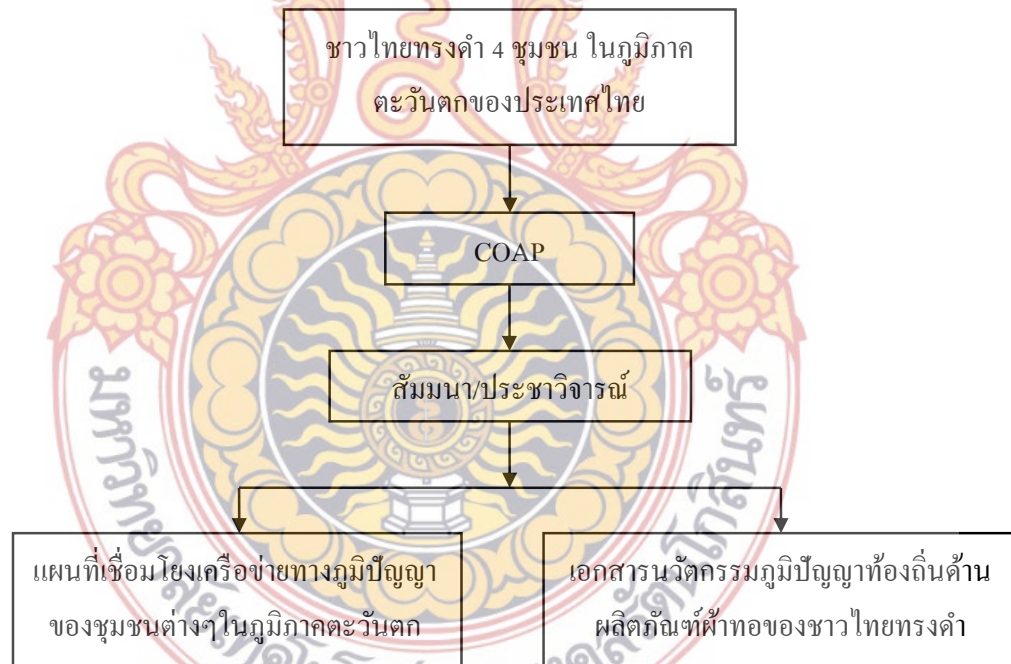 ชาวไทยทรงดำ 4 ชุมชน ในภูมิภาค
ตะวันตกของประเทศไทย
COAP
สัมมนา/ประชาวิจารณ์
แผนที่เชื่อมโยงเครือข่ายทางภูมิปัญญา
ของชุมชนต่างๆในภูมิภาคตะวันตก
เอกสารนวัตกรรมภูมิปัญญาท้องถิ่นด้าน
ผลิตภัณฑ์ผ้าทอของชาวไทยทรงดำ